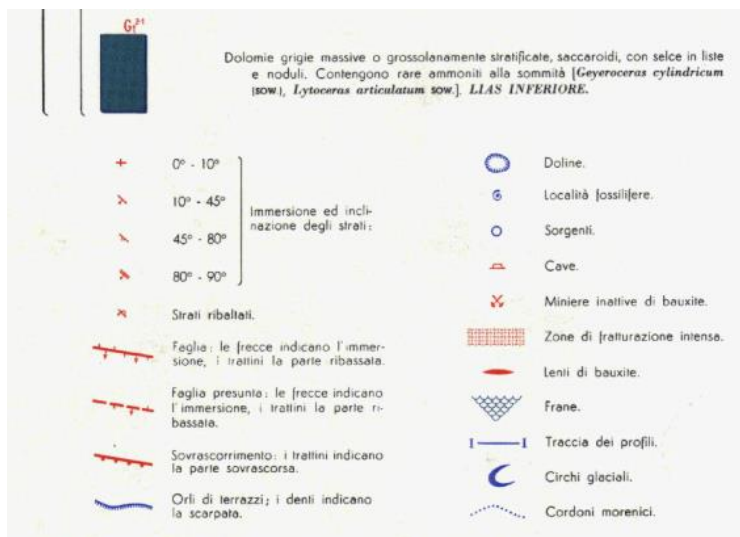 G₁²⁻¹
Dolomie grigie massive o grossolanamente stratificate, saccaroidi, con selce in liste
e noduli. Contengono rare ammoniti alla sommità [Geyeroceras cylindricum
(SOW.), Lytoceras articulatum SOW.]. LIAS INFERIORE.
0° - 10°
10° - 45°
45° - 80°
80° - 90°
Immersione ed incli-
nazione degli strati:
Strati ribaltati.
Faglia: le frecce indicano l'immer-
sione, i trattini la parte ribassata.
Faglia presunta: le frecce indicano
l'immersione, i trattini la parte ri-
bassata.
Sovrascorrimento: i trattini indicano
la parte sovrascorsa.
Orli di terrazzi; i denti indicano
la scarpata.
Doline.
Località fossilifere.
Sorgenti.
Cave.
Miniere inattive di bauxite.
Zone di fratturazione intensa.
Lenti di bauxite.
Frane.
I I Traccia dei profili.
Circhi glaciali.
Cordoni morenici.